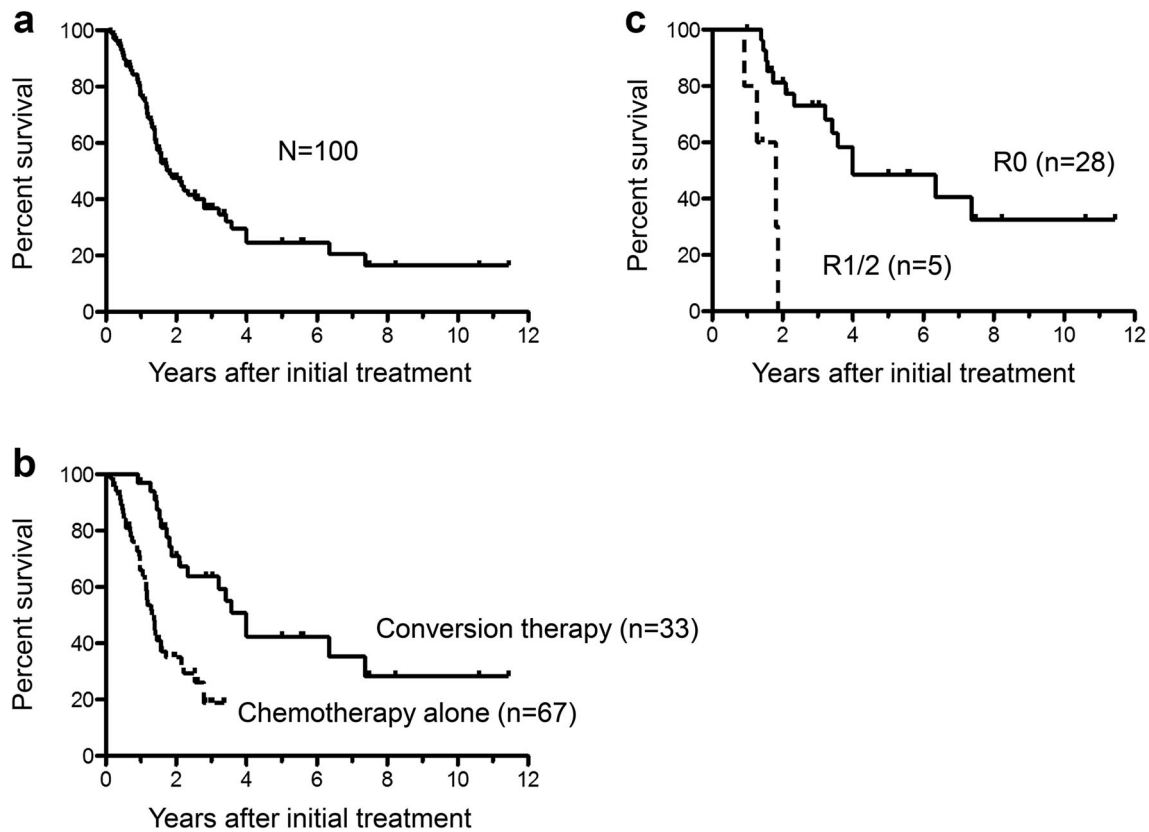 a
100
80
60
40
20
0
Percent survival
N=100
0 2 4 6 8 10 12
Years after initial treatment
c
100
80
60
40
20
0
Percent survival
R0 (n=28)
R1/2 (n=5)
0 2 4 6 8 10 12
Years after initial treatment
b
100
80
60
40
20
0
Percent survival
Conversion therapy (n=33)
Chemotherapy alone (n=67)
0 2 4 6 8 10 12
Years after initial treatment